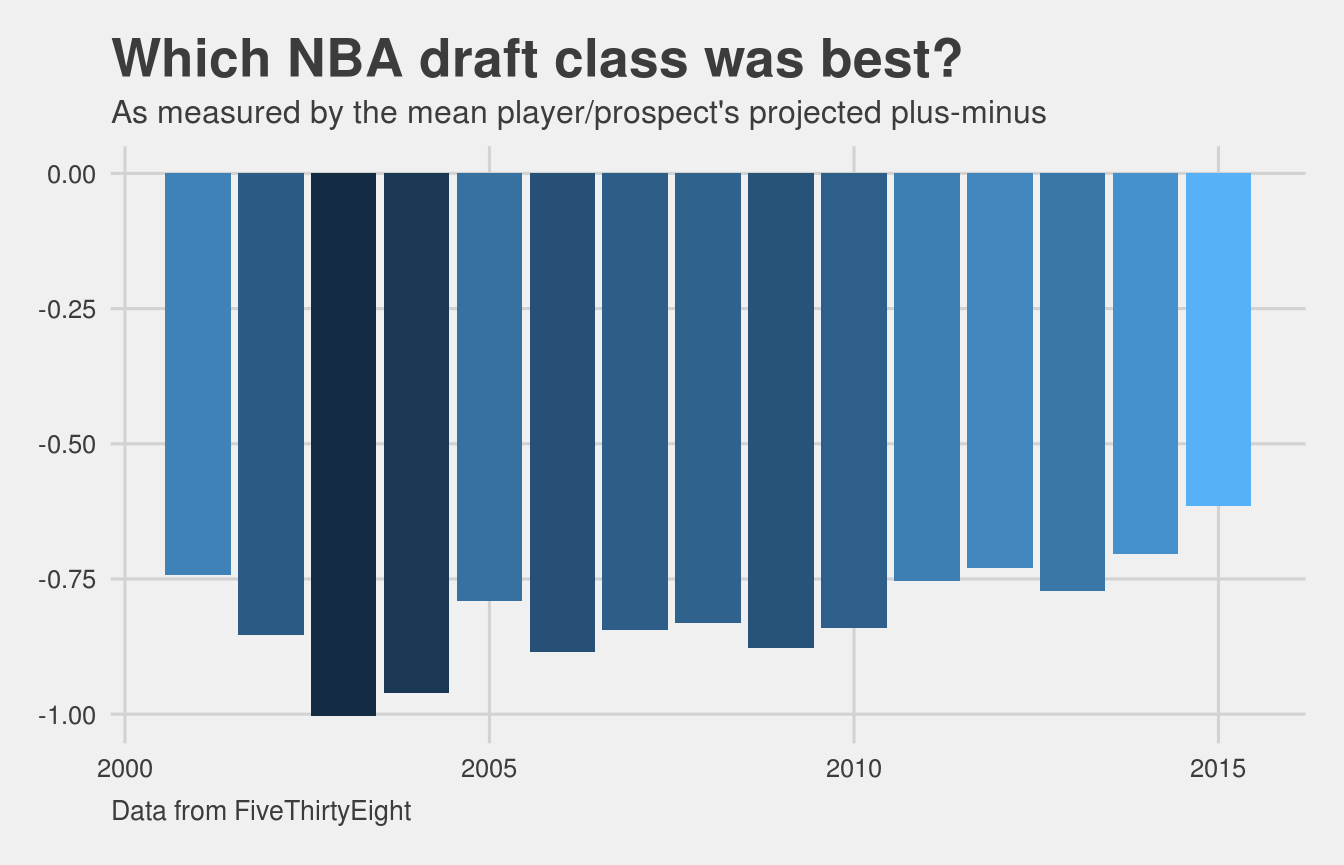 Which NBA draft class was best?
As measured by the mean player/prospect's projected plus-minus
0.00
-0.25
-0.50
-0.75
-1.00
2000 2005 2010 2015
Data from FiveThirtyEight